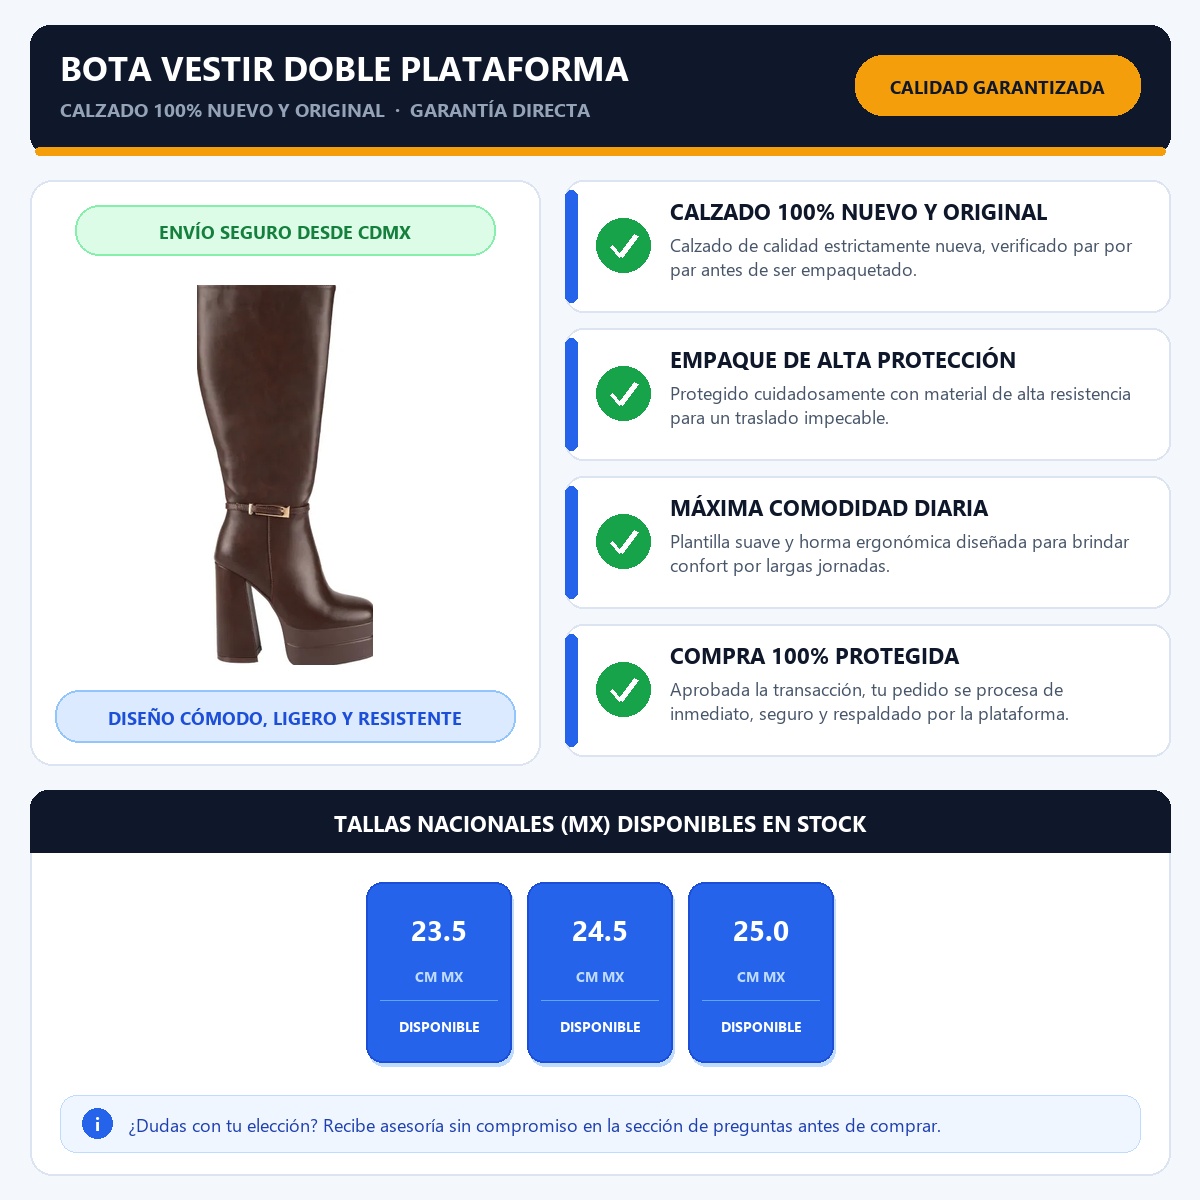 BOTA VESTIR DOBLE PLATAFORMA
CALZADO 100% NUEVO Y ORIGINAL · GARANTÍA DIRECTA
CALIDAD GARANTIZADA
ENVÍO SEGURO DESDE CDMX
DISEÑO CÓMODO, LIGERO Y RESISTENTE
CALZADO 100% NUEVO Y ORIGINAL
Calzado de calidad estrictamente nueva, verificado par por
par antes de ser empaquetado.
EMPAQUE DE ALTA PROTECCIÓN
Protegido cuidadosamente con material de alta resistencia
para un traslado impecable.
MÁXIMA COMODIDAD DIARIA
Plantilla suave y horma ergonómica diseñada para brindar
confort por largas jornadas.
COMPRA 100% PROTEGIDA
Aprobada la transacción, tu pedido se procesa de
inmediato, seguro y respaldado por la plataforma.
TALLAS NACIONALES (MX) DISPONIBLES EN STOCK
23.5
CM MX
DISPONIBLE
24.5
CM MX
DISPONIBLE
25.0
CM MX
DISPONIBLE
¿Dudas con tu elección? Recibe asesoría sin compromiso en la sección de preguntas antes de comprar.